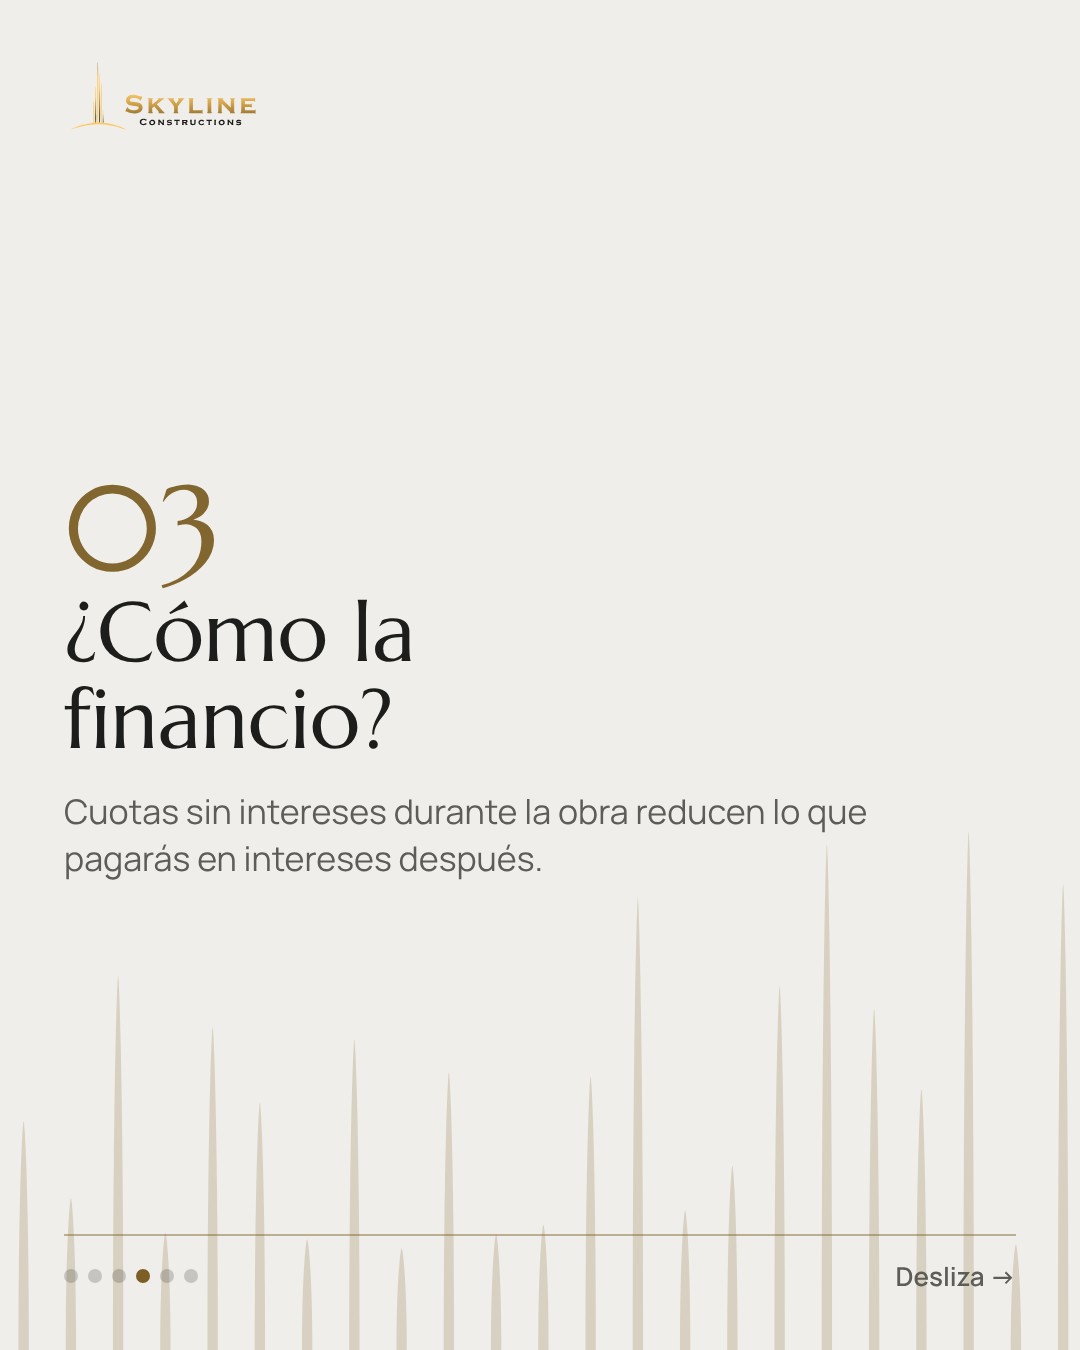 SKYLINE
CONSTRUCTIONS
03
¿Cómo la
financio?
Cuotas sin intereses durante la obra reducen lo que
pagarás en intereses después.
Desliza →